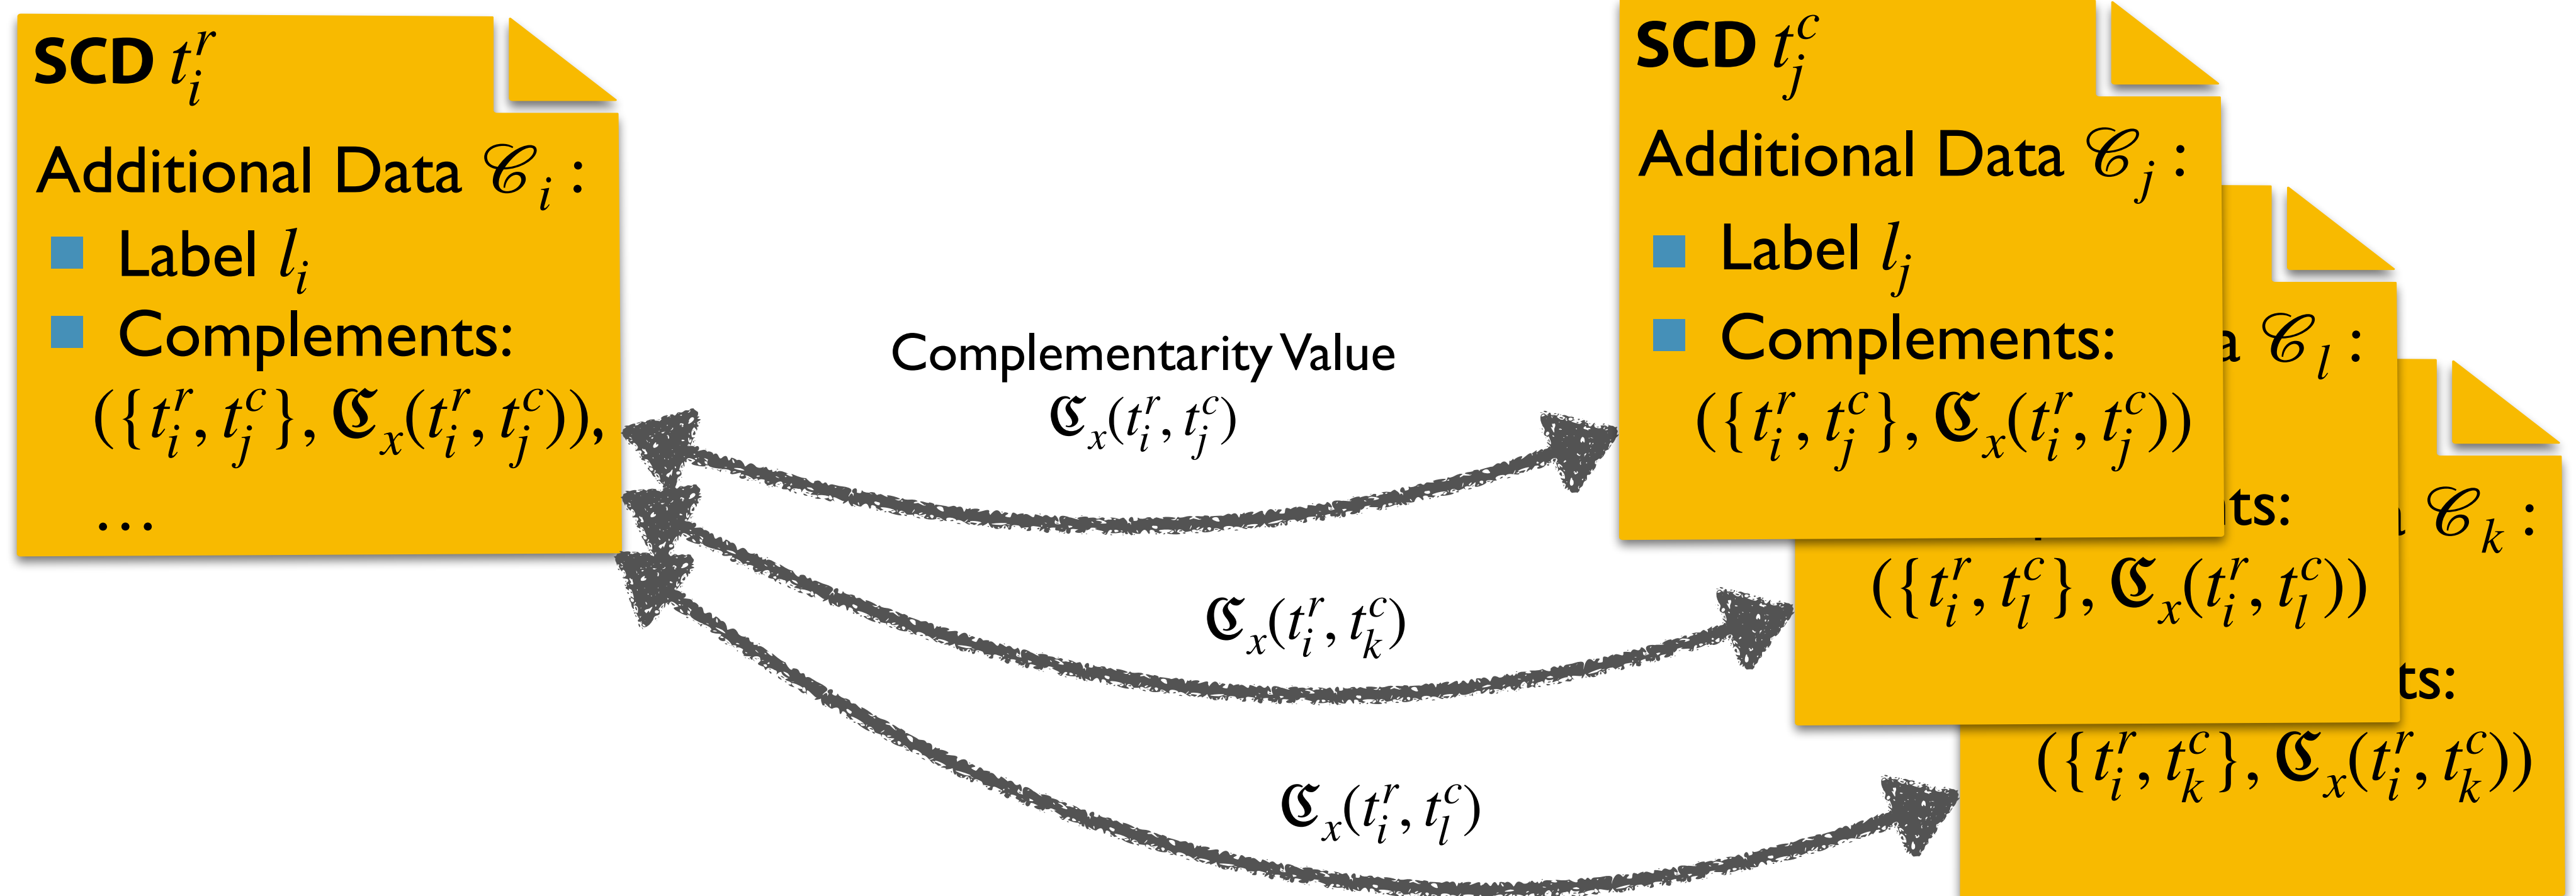 SCD $t_i^r$
Additional Data $\mathscr{C}_i$ :
■ Label $l_i$
■ Complements:
$(\{t_i^r, t_j^c\}, \mathfrak{C}_x(t_i^r, t_j^c)),$
…
Complementarity Value
$\mathfrak{C}_x(t_i^r, t_j^c)$
$\mathfrak{C}_x(t_i^r, t_k^c)$
$\mathfrak{C}_x(t_i^r, t_l^c)$
SCD $t_j^c$
Additional Data $\mathscr{C}_j$ :
■ Label $l_j$
■ Complements:
$(\{t_i^r, t_j^c\}, \mathfrak{C}_x(t_i^r, t_j^c))$
a $\mathscr{C}_l$ :
ts:
$(\{t_i^r, t_l^c\}, \mathfrak{C}_x(t_i^r, t_l^c))$
$\mathscr{C}_k$ :
ts:
$(\{t_i^r, t_k^c\}, \mathfrak{C}_x(t_i^r, t_k^c))$